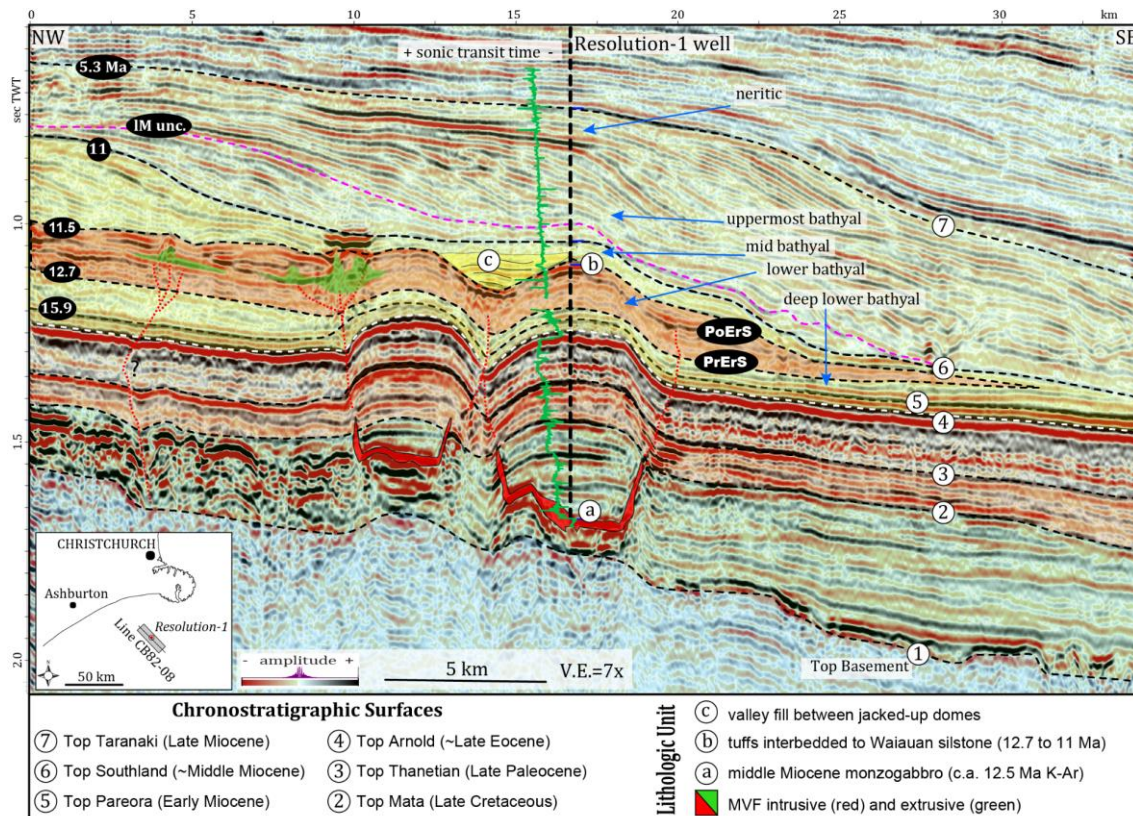 0 5 10 15 20 25 30 km
NW
SE
+ sonic transit time -
Resolution-1 well
sec TWT
5.3 Ma
neritic
IM unc.
11
uppermost bathyal
7
1.0
11.5
c
b
mid bathyal
12.7
lower bathyal
deep lower bathyal
15.9
PoErS
PrErS
6
?
5
4
1.5
3
a
2
CHRISTCHURCH
Ashburton
Resolution-1
Line CB82-08
N
50 km
- amplitude +
5 km
V.E.=7x
2.0
Top Basement
1
Chronostratigraphic Surfaces
7 Top Taranaki (Late Miocene)
6 Top Southland (~Middle Miocene)
5 Top Pareora (Early Miocene)
4 Top Arnold (~Late Eocene)
3 Top Thanetian (Late Paleocene)
2 Top Mata (Late Cretaceous)
Lithologic Unit
c valley fill between jacked-up domes
b tuffs interbedded to Waiauan silstone (12.7 to 11 Ma)
a middle Miocene monzogabbro (c.a. 12.5 Ma K-Ar)
MVF intrusive (red) and extrusive (green)